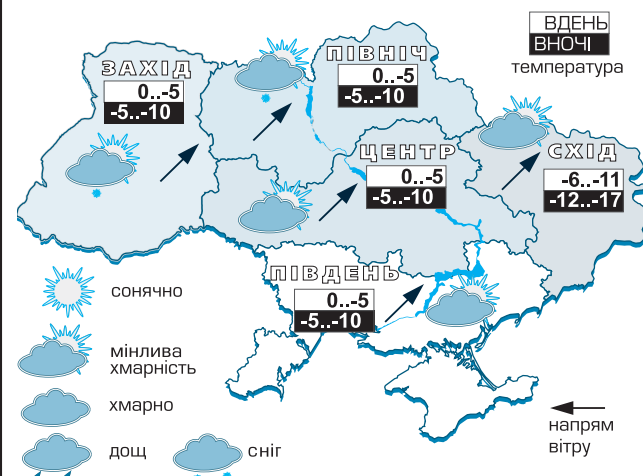 ВДЕНЬ
ВНОЧІ
температура
ПІВНІЧ
0..-5
-5..-10
ЗАХІД
0..-5
-5..-10
ЦЕНТР
0..-5
-5..-10
СХІД
-6..-11
-12..-17
ПІВДЕНЬ
0..-5
-5..-10
сонячно
мінлива
хмарність
хмарно
дощ
сніг
напрям
вітру